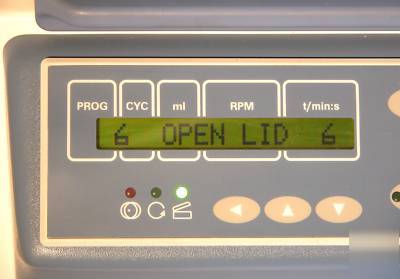 PROG CYC ml RPM t/min:s
6 OPEN LID 6